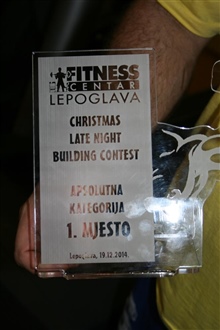 FITNESS
CENTAR
LEPOGLAVA
CHRISTMAS
LATE NIGHT
BUILDING CONTEST
APSOLUTNA
KATEGORIJA
1. MJESTO
Lepoglava, 19.12.2014.